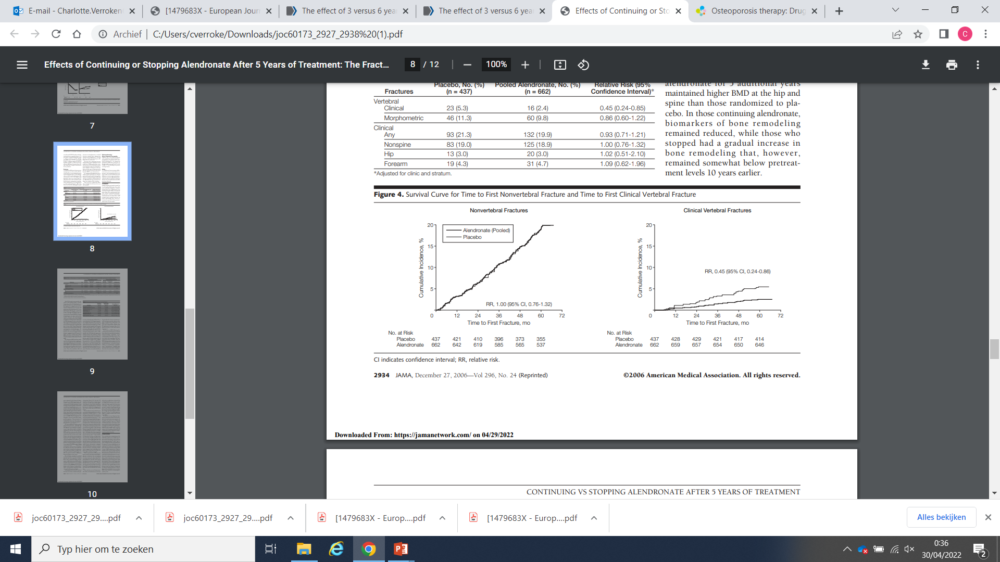 E-mail - Charlotte.Verroken
[1479683X - European Jour
The effect of 3 versus 6 yea
The effect of 3 versus 6 yea
Effects of Continuing or Sto
Osteoporosis therapy: Drug
Archief | C:/Users/cverroke/Downloads/joc60173_2927_2938%20(1).pdf
C
Effects of Continuing or Stopping Alendronate After 5 Years of Treatment: The Fract...
8 / 12
100%
7
8
9
10
Placebo, No. (%) Pooled Alendronate, No. (%) Relative Risk (95%
Fractures (n = 437) (n = 662) Confidence Interval)*
Vertebral
Clinical 23 (5.3) 16 (2.4) 0.45 (0.24-0.85)
Morphometric 46 (11.3) 60 (9.8) 0.86 (0.60-1.22)
Clinical
Any 93 (21.3) 132 (19.9) 0.93 (0.71-1.21)
Nonspine 83 (19.0) 125 (18.9) 1.00 (0.76-1.32)
Hip 13 (3.0) 20 (3.0) 1.02 (0.51-2.10)
Forearm 19 (4.3) 31 (4.7) 1.09 (0.62-1.96)
*Adjusted for clinic and stratum.
alendronate for 5 additional years
maintained higher BMD at the hip and
spine than those randomized to pla-
cebo. In those continuing alendronate,
biomarkers of bone remodeling
remained reduced, while those who
stopped had a gradual increase in
bone remodeling that, however,
remained somewhat below pretreat-
ment levels 10 years earlier.
Figure 4. Survival Curve for Time to First Nonvertebral Fracture and Time to First Clinical Vertebral Fracture
Nonvertebral Fractures
Cumulative Incidence, %
20
15
10
5
0 12 24 36 48 60 72
Alendronate (Pooled)
Placebo
RR, 1.00 (95% CI, 0.76-1.32)
Time to First Fracture, mo
No. at Risk
Placebo 437 421 410 396 373 355
Alendronate 662 642 619 585 565 537
Clinical Vertebral Fractures
Cumulative Incidence, %
20
15
10
5
0 12 24 36 48 60 72
RR, 0.45 (95% CI, 0.24-0.86)
Time to First Fracture, mo
No. at Risk
Placebo 437 428 429 421 417 414
Alendronate 662 659 657 654 650 646
CI indicates confidence interval; RR, relative risk.
2934 JAMA, December 27, 2006—Vol 296, No. 24 (Reprinted)
©2006 American Medical Association. All rights reserved.
Downloaded From: https://jamanetwork.com/ on 04/29/2022
CONTINUING VS STOPPING ALENDRONATE AFTER 5 YEARS OF TREATMENT
joc60173_2927_29....pdf
joc60173_2927_29....pdf
[1479683X - Europ....pdf
[1479683X - Europ....pdf
Alles bekijken
Typ hier om te zoeken
0:36
30/04/2022
2